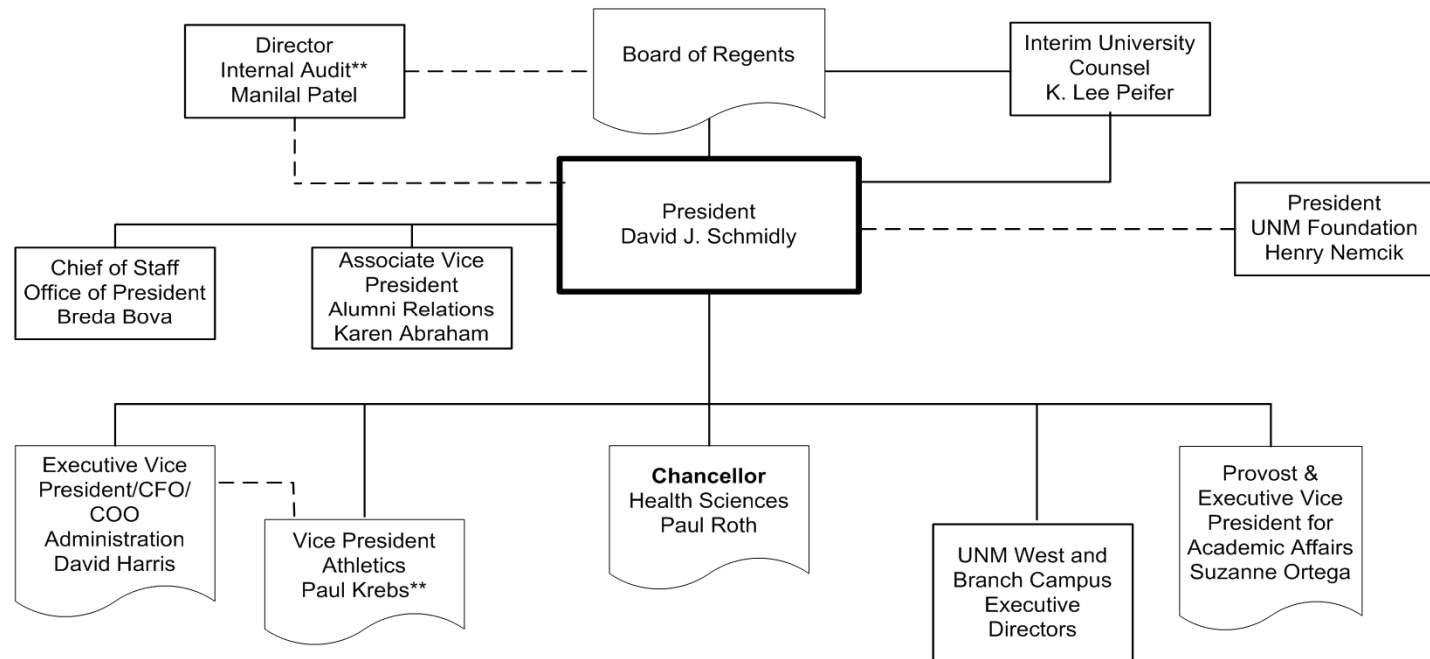 Director
Internal Audit**
Manilal Patel
Board of Regents
Interim University
Counsel
K. Lee Peifer
President
David J. Schmidly
President
UNM Foundation
Henry Nemcik
Chief of Staff
Office of President
Breda Bova
Associate Vice
President
Alumni Relations
Karen Abraham
Executive Vice
President/CFO/
COO
Administration
David Harris
Vice President
Athletics
Paul Krebs**
Chancellor
Health Sciences
Paul Roth
UNM West and
Branch Campus
Executive
Directors
Provost &
Executive Vice
President for
Academic Affairs
Suzanne Ortega